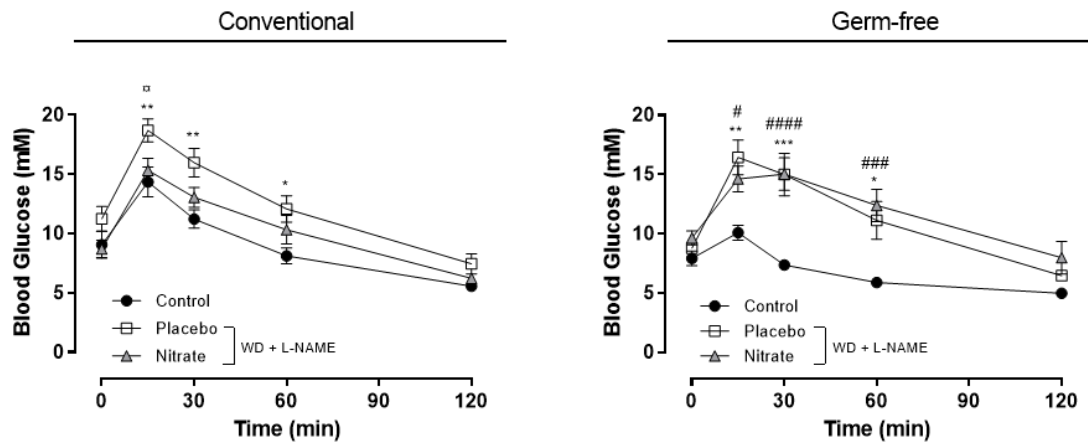 Conventional
¤
**
**
*
Blood Glucose (mM)
20
15
10
5
0
Control
Placebo
Nitrate
WD + L-NAME
0 30 60 90 120
Time (min)
Germ-free
#
**
####
***
###
*
Blood Glucose (mM)
20
15
10
5
0
Control
Placebo
Nitrate
WD + L-NAME
0 30 60 90 120
Time (min)